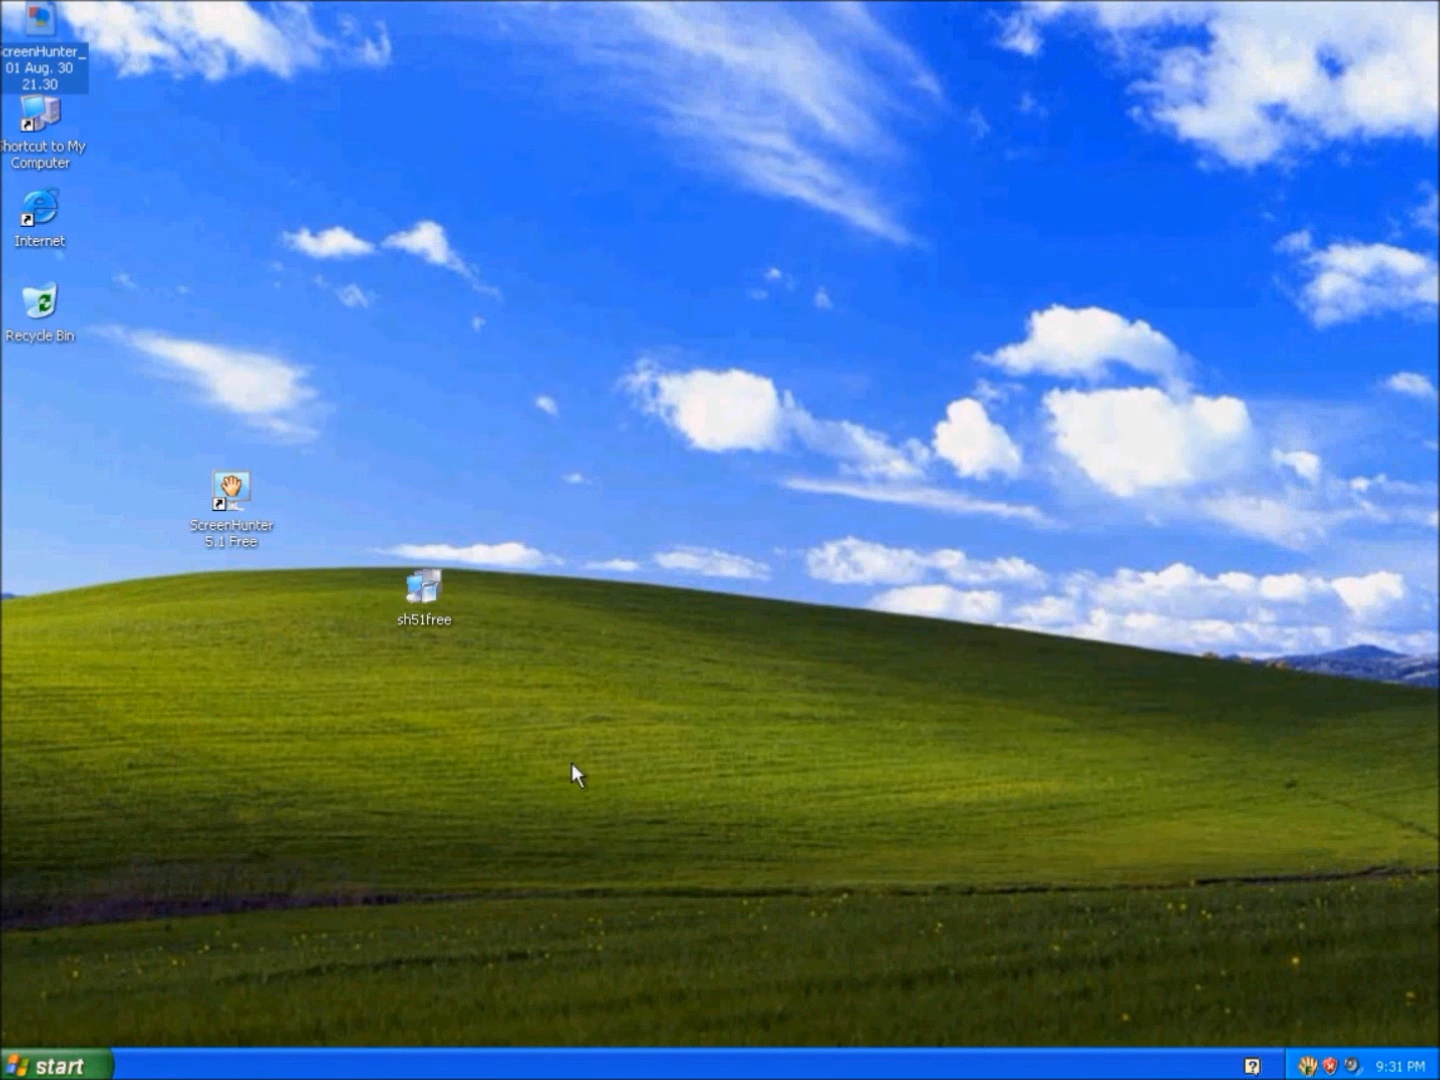 creenHunter_
01 Aug. 30
21.30
Shortcut to My
Computer
Internet
Recycle Bin
ScreenHunter
5.1 Free
sh51free
start
?
9:31 PM